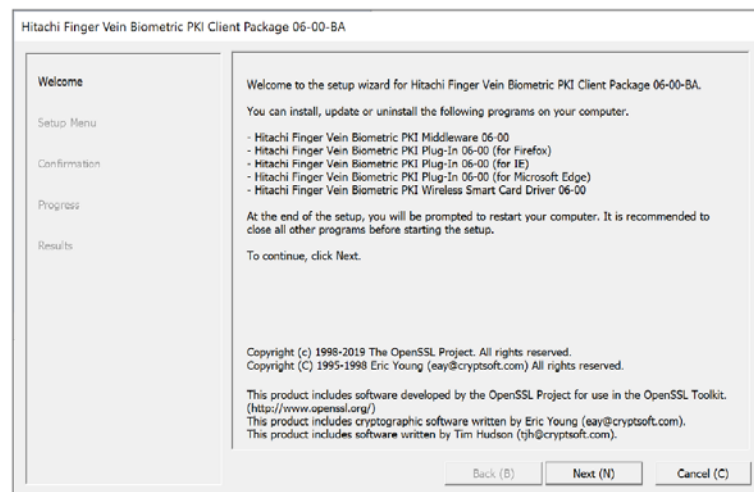 Hitachi Finger Vein Biometric PKI Client Package 06-00-BA
Welcome
Setup Menu
Confirmation
Progress
Results
Welcome to the setup wizard for Hitachi Finger Vein Biometric PKI Client Package 06-00-BA.
You can install, update or uninstall the following programs on your computer.
- Hitachi Finger Vein Biometric PKI Middleware 06-00
- Hitachi Finger Vein Biometric PKI Plug-In 06-00 (for Firefox)
- Hitachi Finger Vein Biometric PKI Plug-In 06-00 (for IE)
- Hitachi Finger Vein Biometric PKI Plug-In 06-00 (for Microsoft Edge)
- Hitachi Finger Vein Biometric PKI Wireless Smart Card Driver 06-00
At the end of the setup, you will be prompted to restart your computer. It is recommended to
close all other programs before starting the setup.
To continue, click Next.
Copyright (c) 1998-2019 The OpenSSL Project. All rights reserved.
Copyright (C) 1995-1998 Eric Young (eay@cryptsoft.com) All rights reserved.
This product includes software developed by the OpenSSL Project for use in the OpenSSL Toolkit.
(http://www.openssl.org/)
This product includes cryptographic software written by Eric Young (eay@cryptsoft.com).
This product includes software written by Tim Hudson (tjh@cryptsoft.com).
Back (B)
Next (N)
Cancel (C)